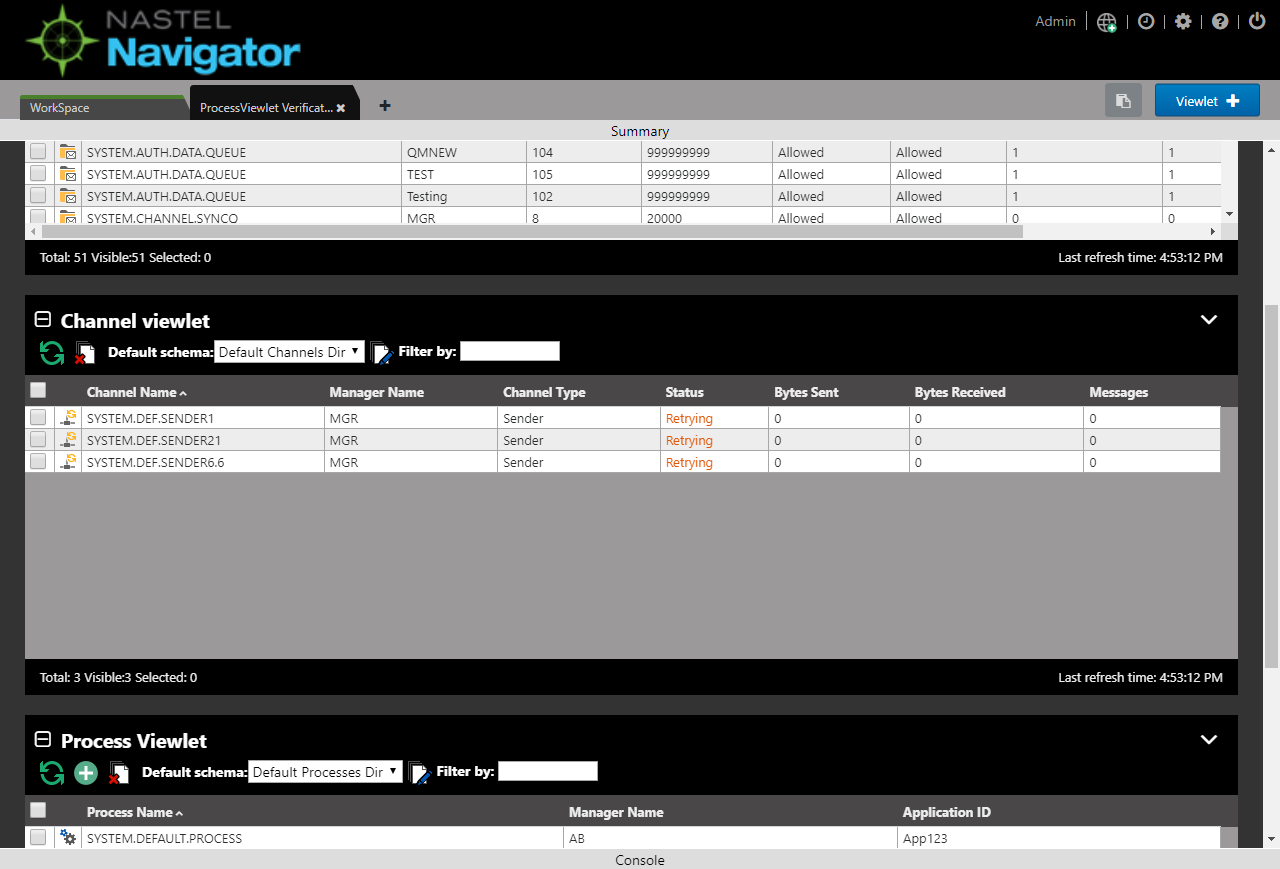 NASTEL
Navigator
Admin
WorkSpace
ProcessViewlet Verificat...
Viewlet
Summary
SYSTEM.AUTH.DATA.QUEUE QMNEW 104 999999999 Allowed Allowed 1 1
SYSTEM.AUTH.DATA.QUEUE TEST 105 999999999 Allowed Allowed 1 1
SYSTEM.AUTH.DATA.QUEUE Testing 102 999999999 Allowed Allowed 1 1
SYSTEM.CHANNEL.SYNCQ MGR 8 20000 Allowed Allowed 0 0
Total: 51 Visible:51 Selected: 0 Last refresh time: 4:53:12 PM
Channel viewlet
Default schema: Default Channels Dir Filter by:
Channel Name Manager Name Channel Type Status Bytes Sent Bytes Received Messages
SYSTEM.DEF.SENDER1 MGR Sender Retrying 0 0 0
SYSTEM.DEF.SENDER21 MGR Sender Retrying 0 0 0
SYSTEM.DEF.SENDER6.6 MGR Sender Retrying 0 0 0
Total: 3 Visible:3 Selected: 0 Last refresh time: 4:53:12 PM
Process Viewlet
Default schema: Default Processes Dir Filter by:
Process Name Manager Name Application ID
SYSTEM.DEFAULT.PROCESS AB App123
Console